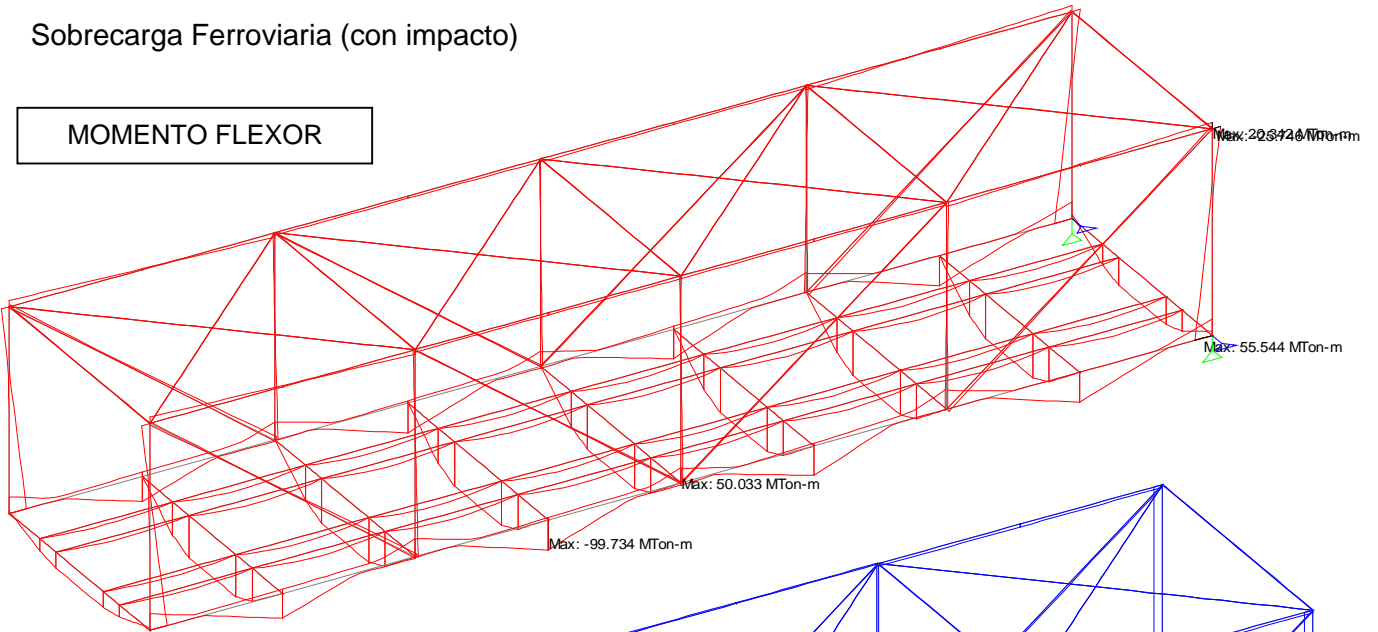 Sobrecarga Ferroviaria (con impacto)
MOMENTO FLEXOR
Max: 55.544 MTon-m
Max: 50.033 MTon-m
Max: -99.734 MTon-m